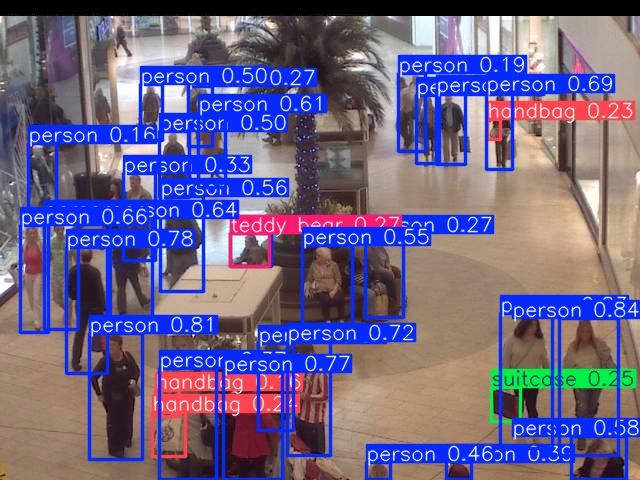 person 0.19
person 0.50
0.27
person 0.69
person 0.61
handbag 0.23
person 0.50
person 0.16
person 0.33
person 0.56
0.64
person 0.66
teddy bear 0.27
son 0.27
person 0.55
person 0.78
person 0.84
person 0.81
person 0.72
person 0.77
suitcase 0.25
handbag
handbag 0.2
person 0.58
person 0.46